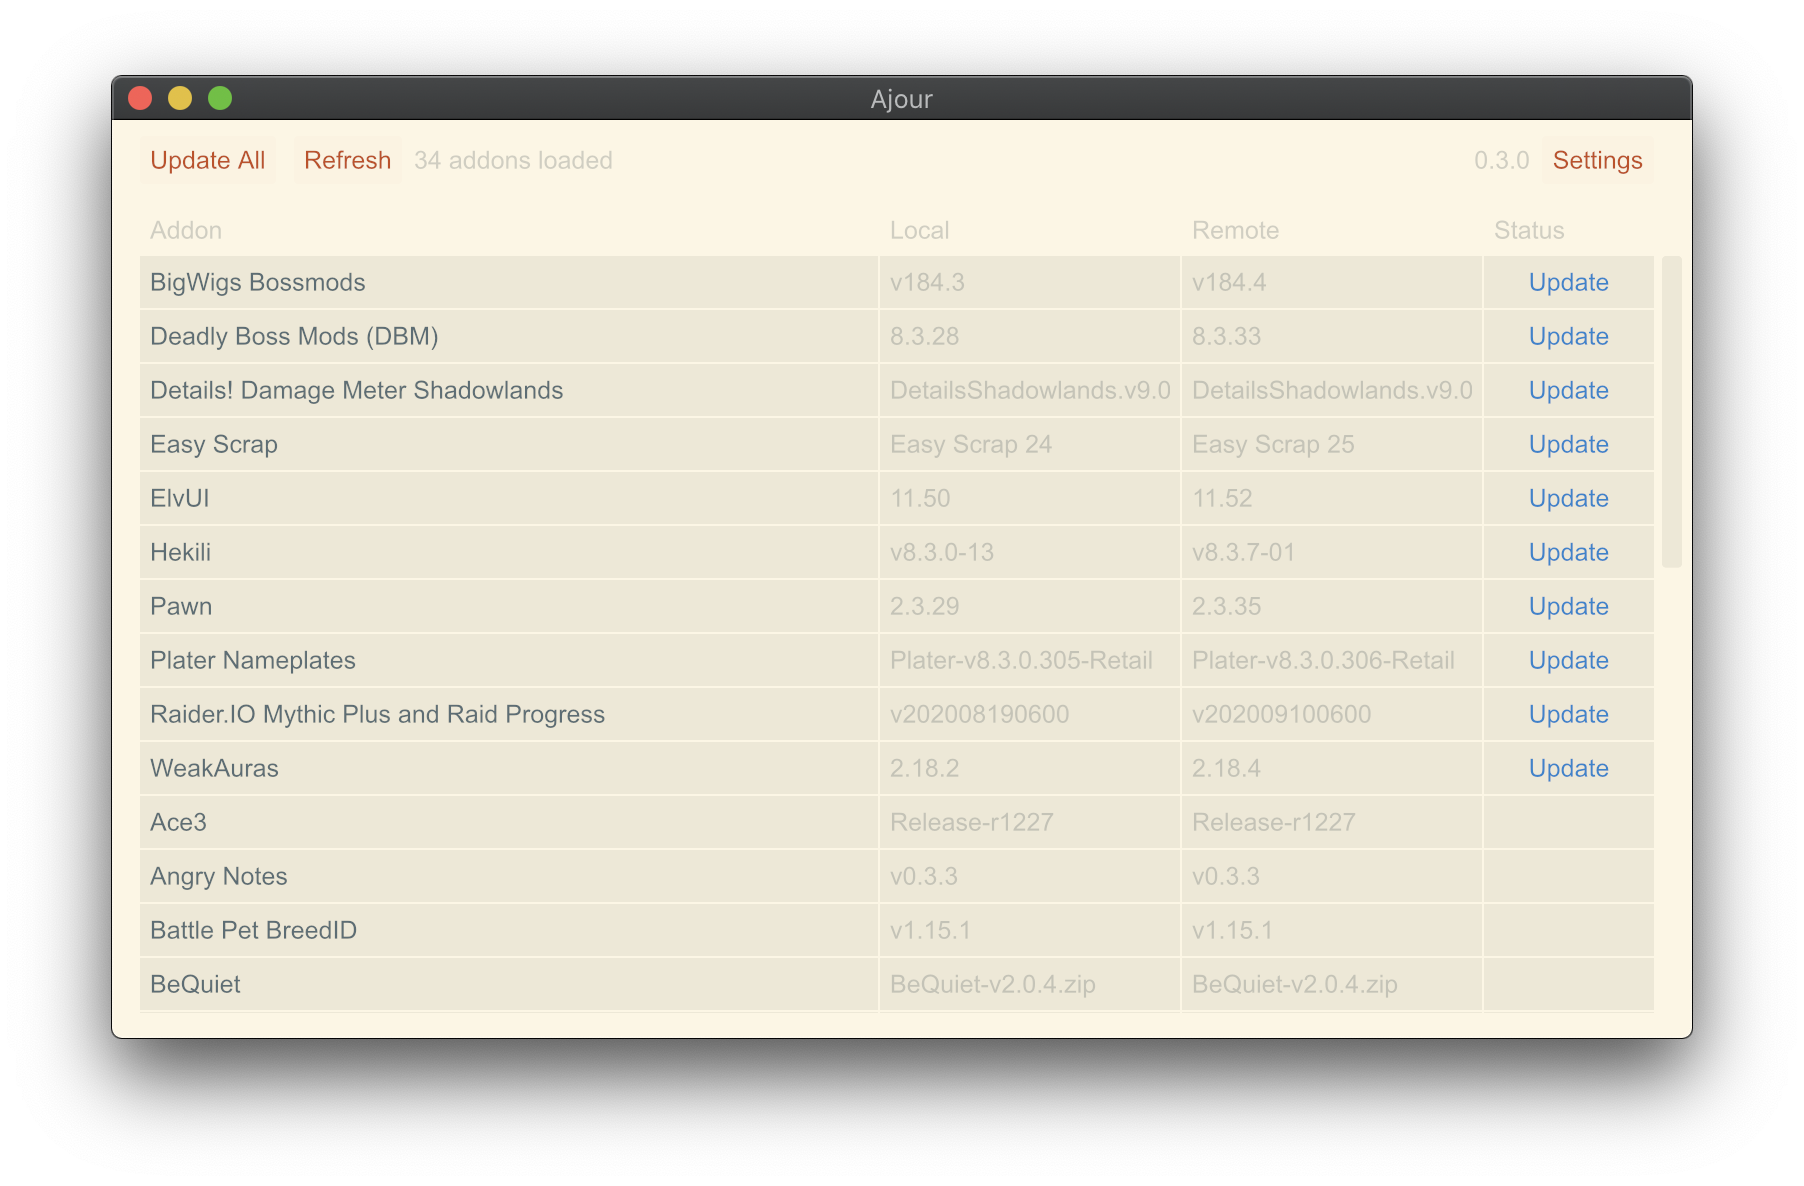 Ajour
Update All Refresh 34 addons loaded 0.3.0 Settings
Addon Local Remote Status
BigWigs Bossmods v184.3 v184.4 Update
Deadly Boss Mods (DBM) 8.3.28 8.3.33 Update
Details! Damage Meter Shadowlands DetailsShadowlands.v9.0 DetailsShadowlands.v9.0 Update
Easy Scrap Easy Scrap 24 Easy Scrap 25 Update
ElvUI 11.50 11.52 Update
Hekili v8.3.0-13 v8.3.7-01 Update
Pawn 2.3.29 2.3.35 Update
Plater Nameplates Plater-v8.3.0.305-Retail Plater-v8.3.0.306-Retail Update
Raider.IO Mythic Plus and Raid Progress v202008190600 v202009100600 Update
WeakAuras 2.18.2 2.18.4 Update
Ace3 Release-r1227 Release-r1227
Angry Notes v0.3.3 v0.3.3
Battle Pet BreedID v1.15.1 v1.15.1
BeQuiet BeQuiet-v2.0.4.zip BeQuiet-v2.0.4.zip